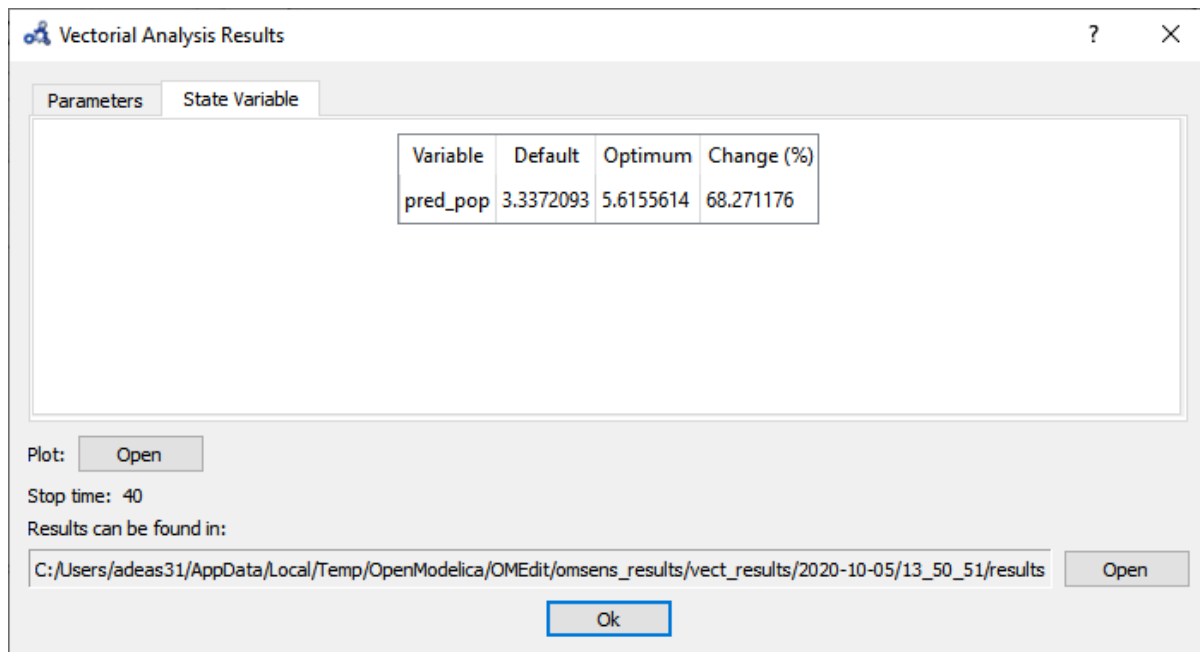 Vectorial Analysis Results ?
Parameters State Variable
Variable Default Optimum Change (%)
pred_pop 3.3372093 5.6155614 68.271176
Plot: Open
Stop time: 40
Results can be found in:
C:/Users/adeas31/AppData/Local/Temp/OpenModelica/OMEdit/omsens_results/vect_results/2020-10-05/13_50_51/results Open
Ok